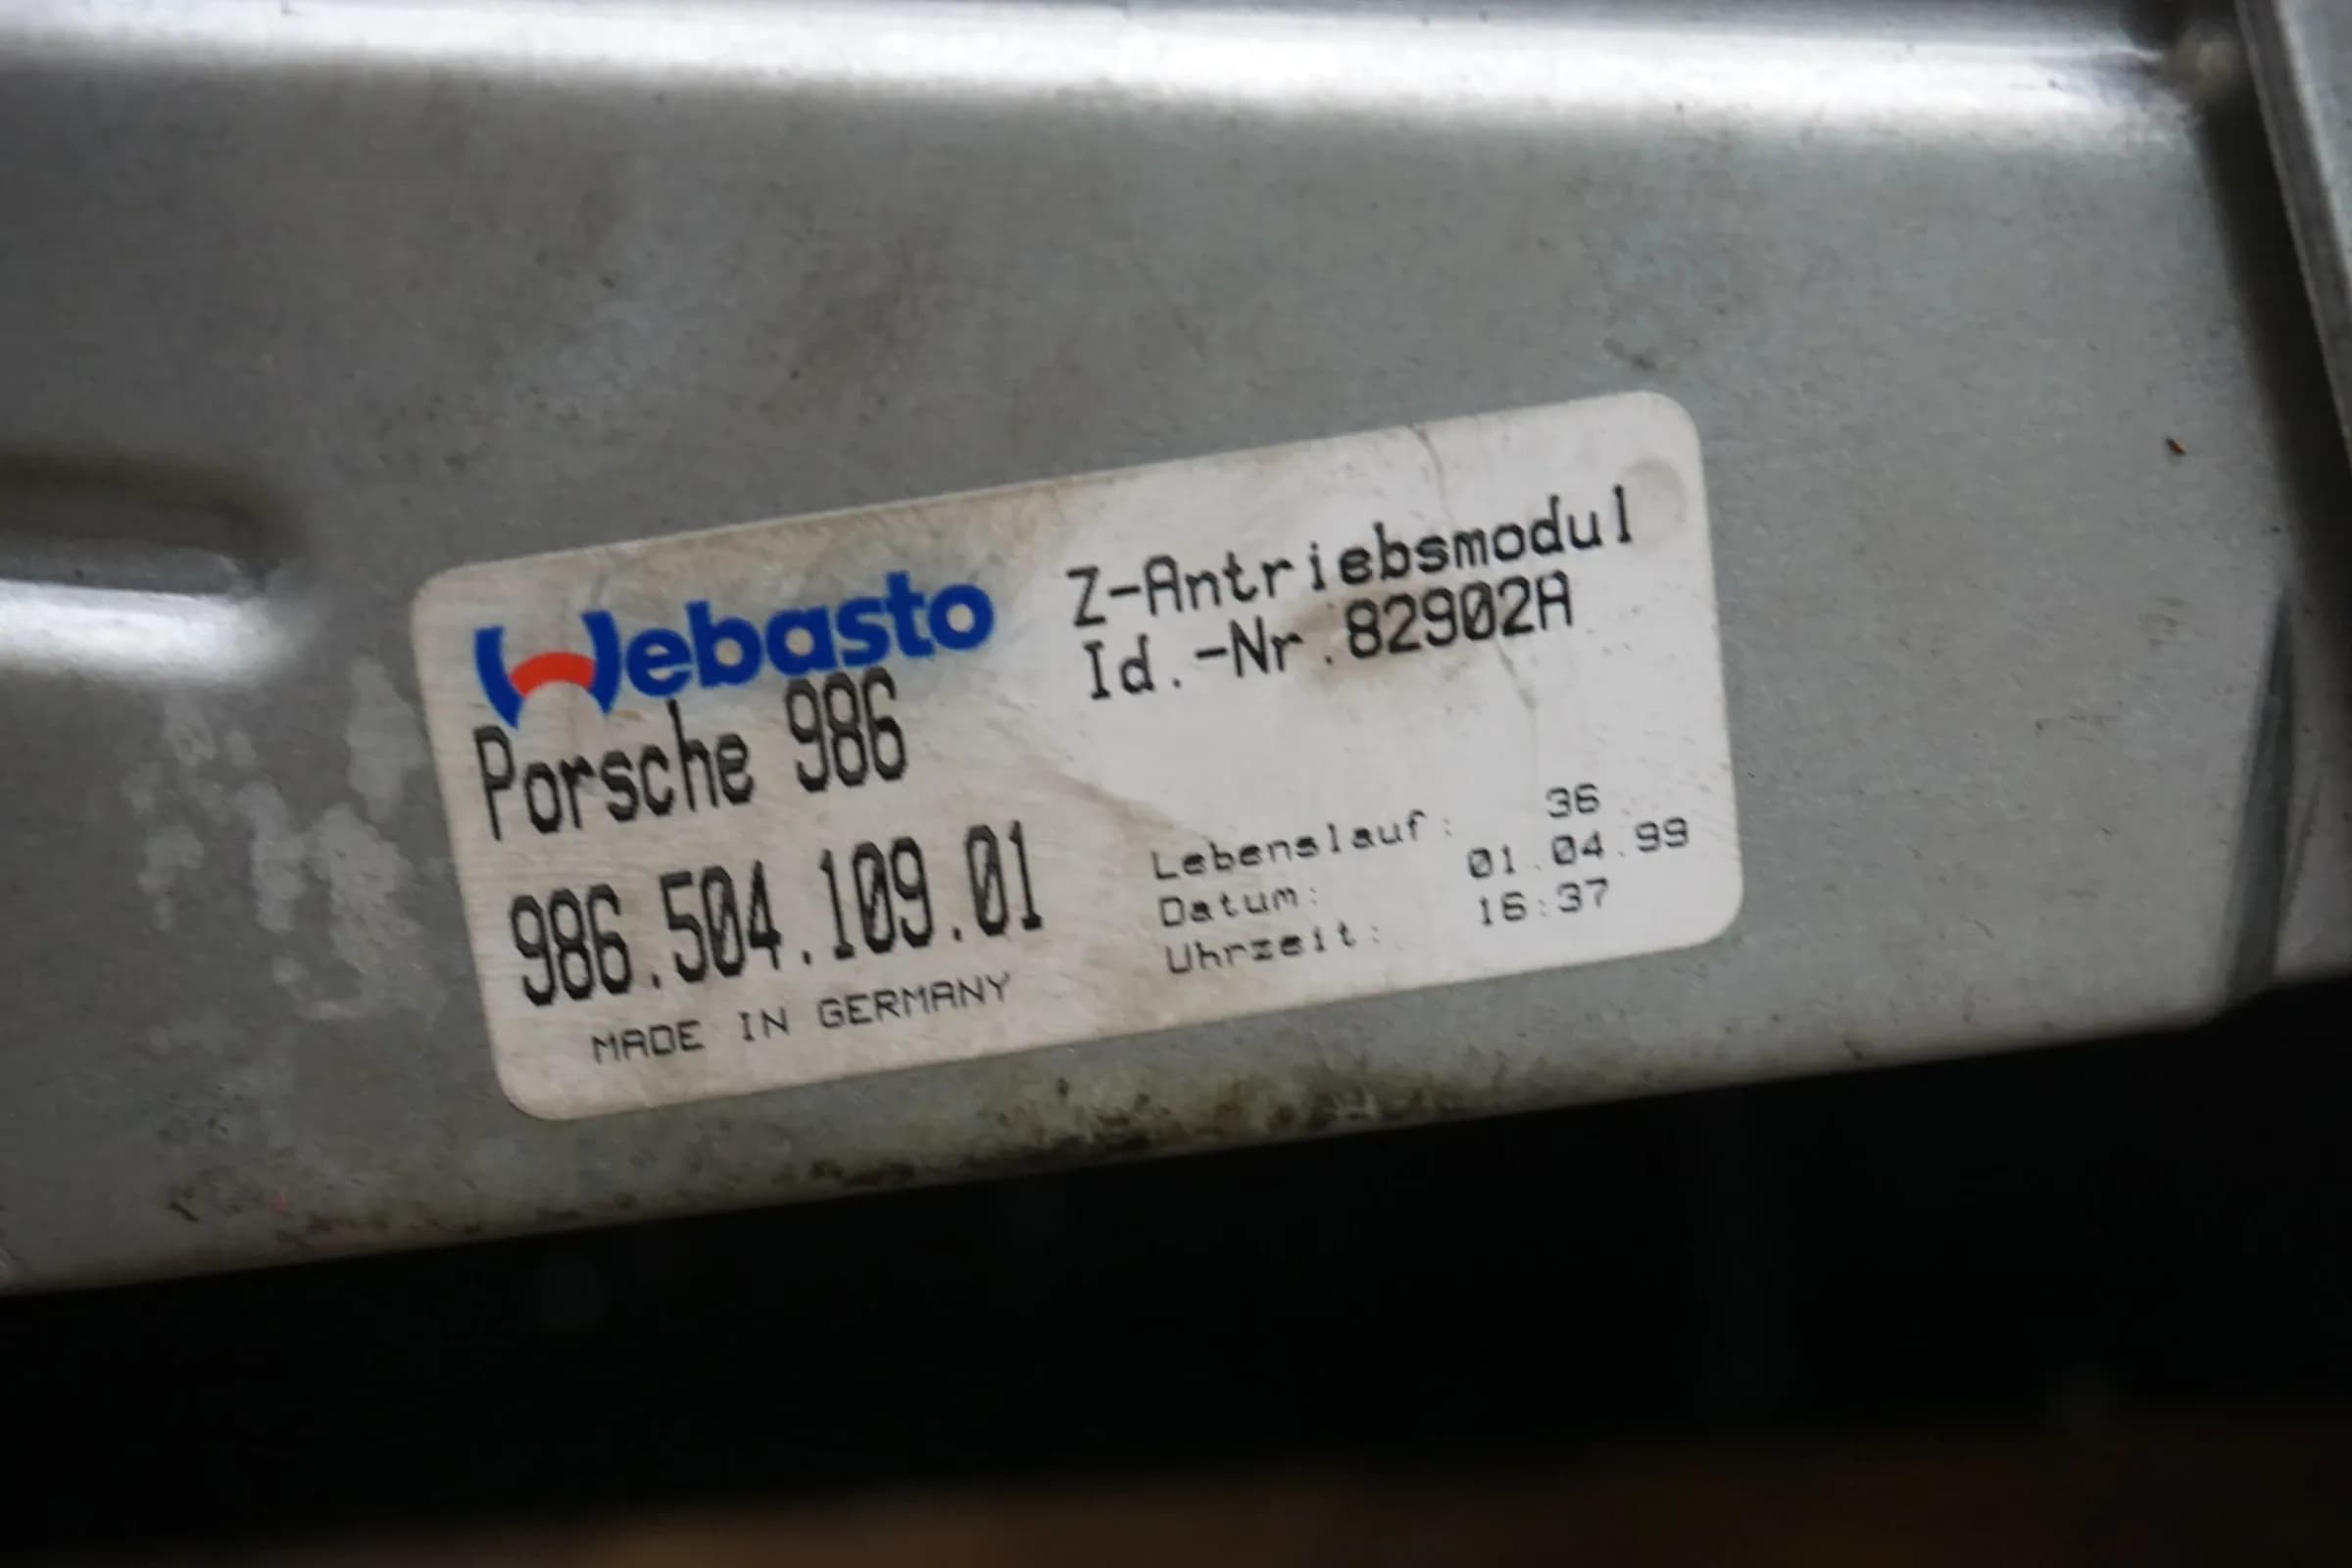 Webasto
Porsche 986
986.504.109.01
MADE IN GERMANY
Z-Antriebsmodul
Id.-Nr.82902A
Lebenslauf: 36
Datum: 01.04.99
Uhrzeit: 16:37